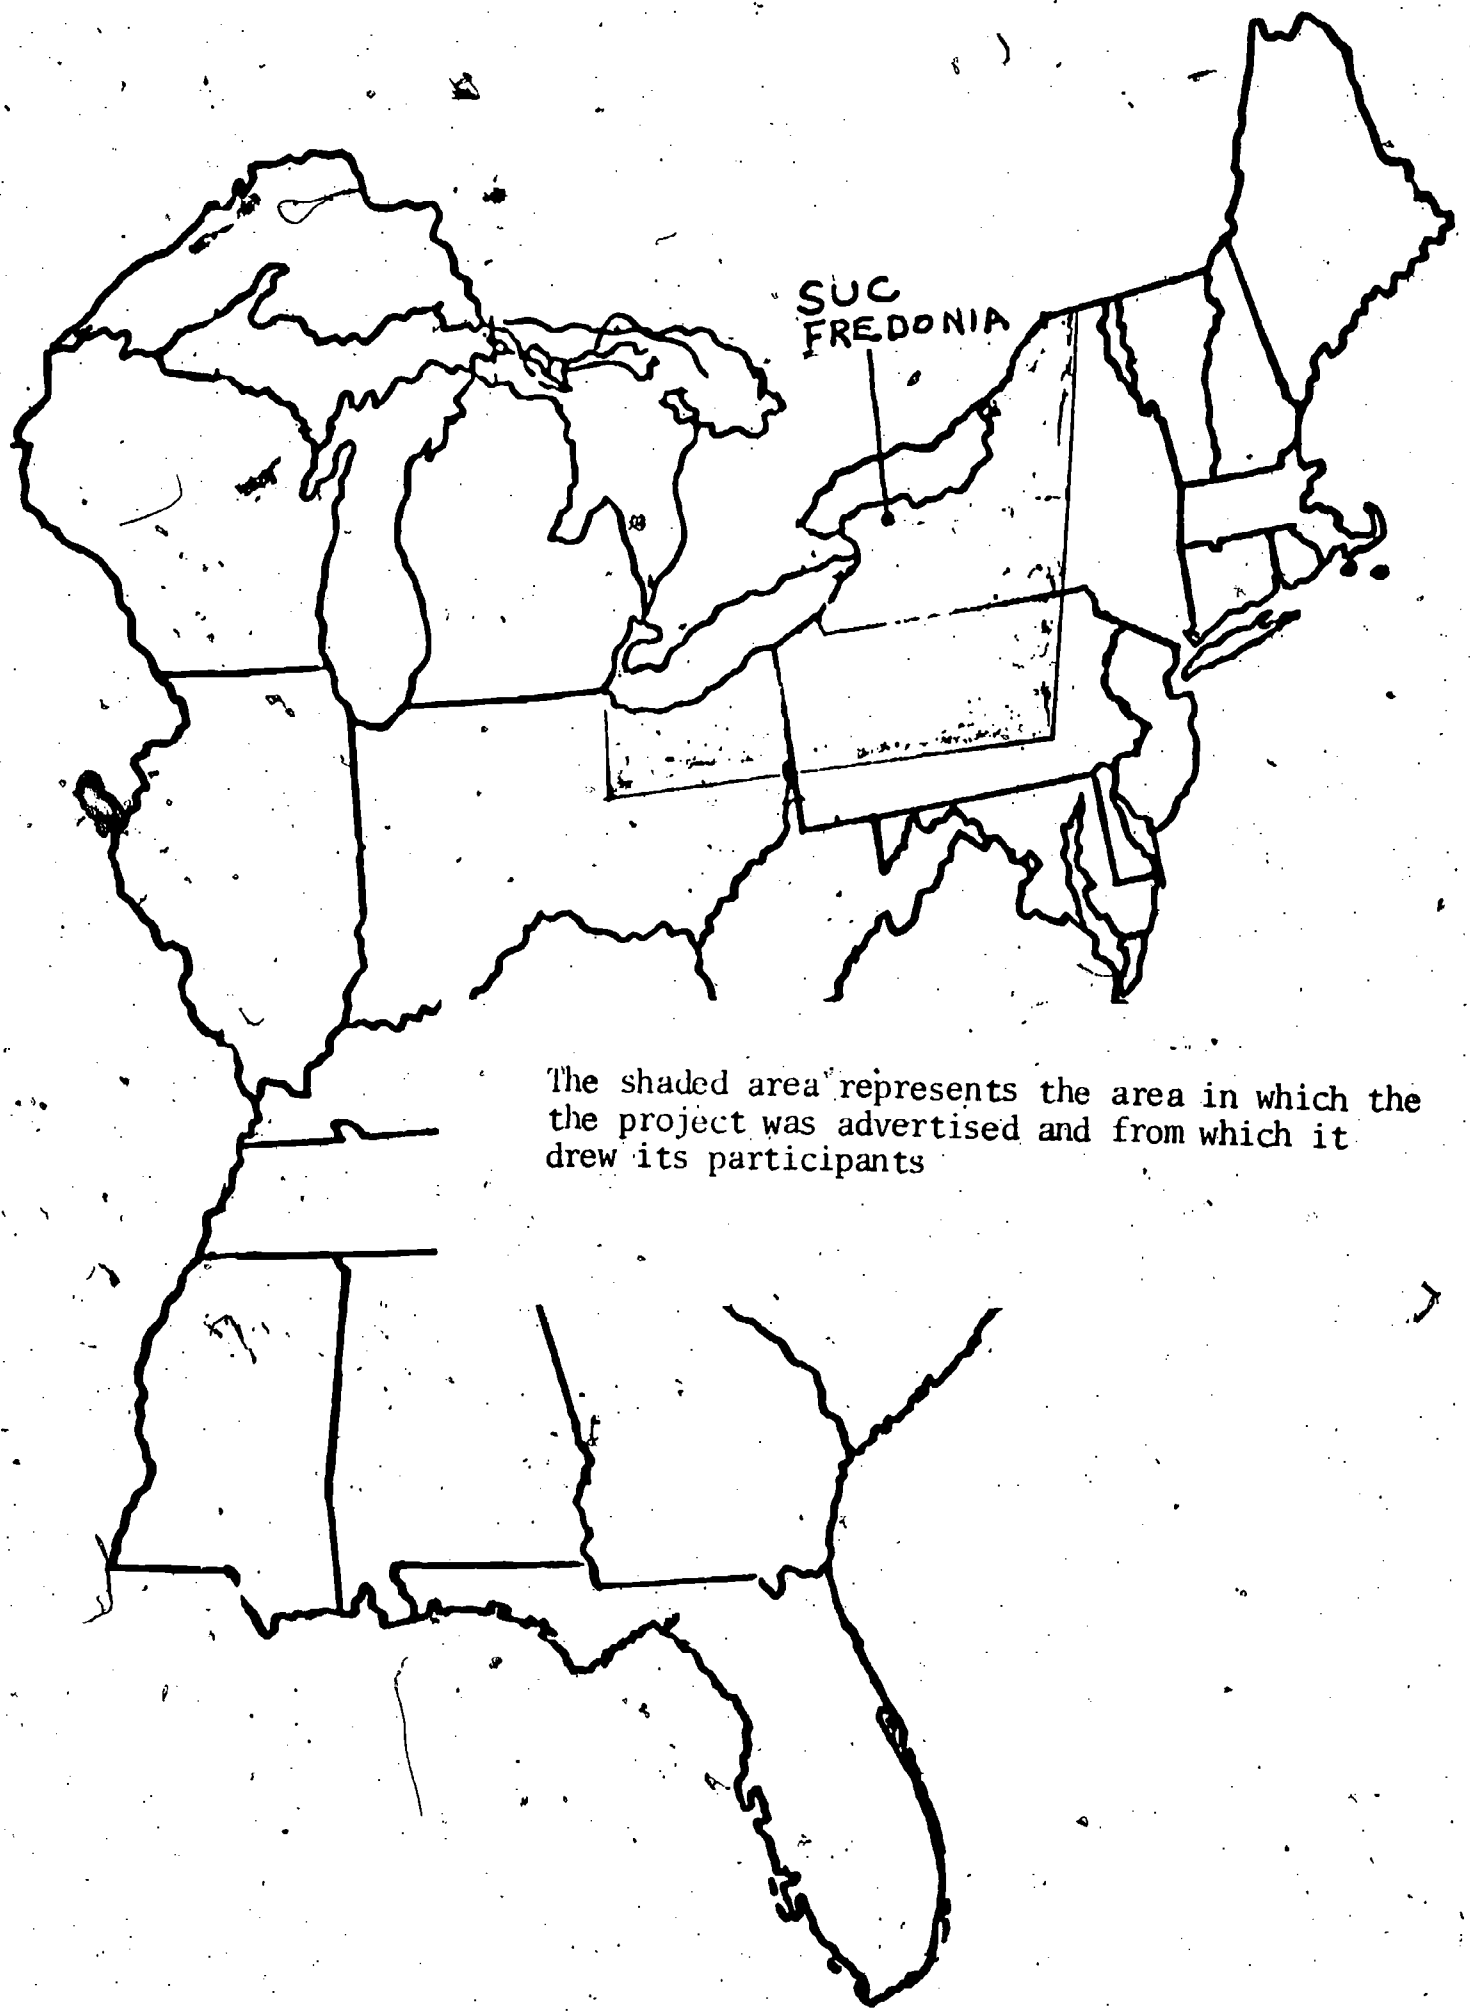 SUC
FREDONIA
The shaded area represents the area in which the
the project was advertised and from which it
drew its participants